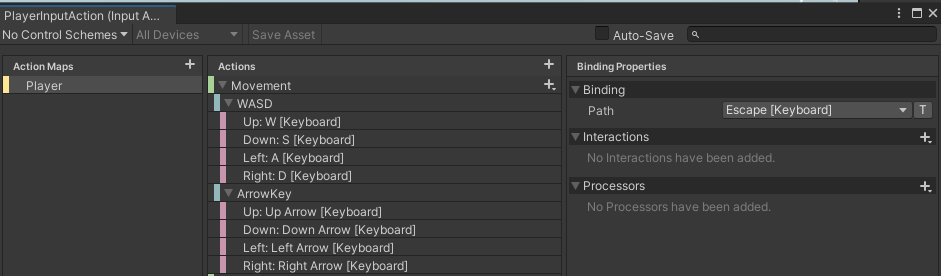 PlayerInputAction (Input A...
No Control Schemes All Devices Save Asset Auto-Save
Action Maps
Player
Actions
Movement
WASD
Up: W [Keyboard]
Down: S [Keyboard]
Left: A [Keyboard]
Right: D [Keyboard]
ArrowKey
Up: Up Arrow [Keyboard]
Down: Down Arrow [Keyboard]
Left: Left Arrow [Keyboard]
Right: Right Arrow [Keyboard]
Binding Properties
Binding
Path Escape [Keyboard] T
Interactions
No Interactions have been added.
Processors
No Processors have been added.